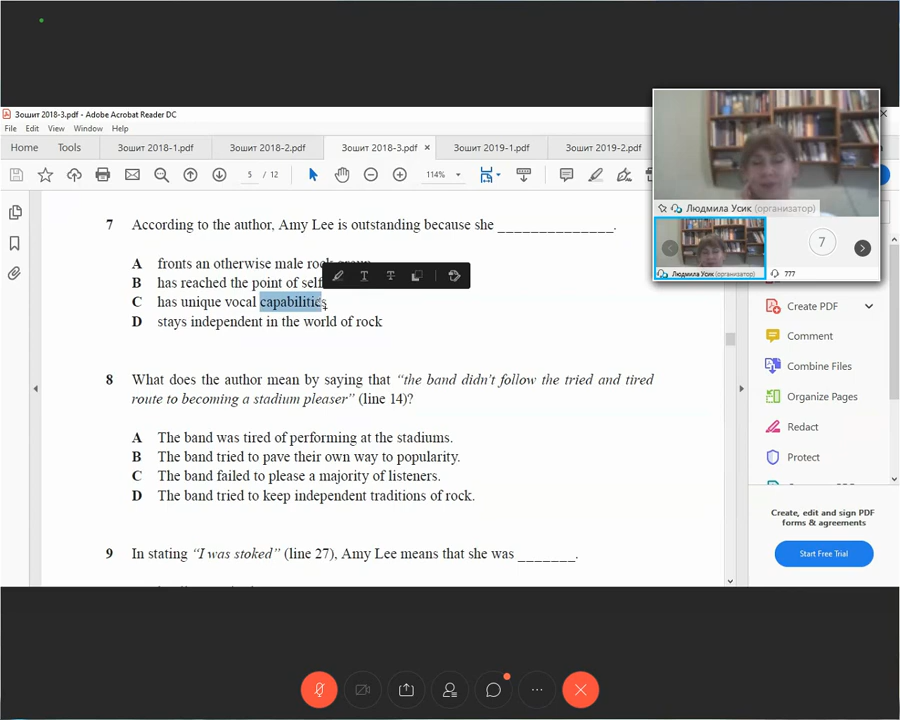 Зошит 2018-3.pdf - Adobe Acrobat Reader DC
File Edit View Window Help
Home Tools Зошит 2018-1.pdf Зошит 2018-2.pdf Зошит 2018-3.pdf × Зошит 2019-1.pdf Зошит 2019-2.pdf
5 / 12 114%
7 According to the author, Amy Lee is outstanding because she _______________.
A fronts an otherwise male rock group
B has reached the point of self
C has unique vocal capabilities
D stays independent in the world of rock
8 What does the author mean by saying that "the band didn't follow the tried and tired
route to becoming a stadium pleaser" (line 14)?
A The band was tired of performing at the stadiums.
B The band tried to pave their own way to popularity.
C The band failed to please a majority of listeners.
D The band tried to keep independent traditions of rock.
9 In stating "I was stoked" (line 27), Amy Lee means that she was _______.
Людмила Усик (организатор)
Людмила Усик (организатор)
7
777
Create PDF
Comment
Combine Files
Organize Pages
Redact
Protect
Create, edit and sign PDF
forms & agreements
Start Free Trial